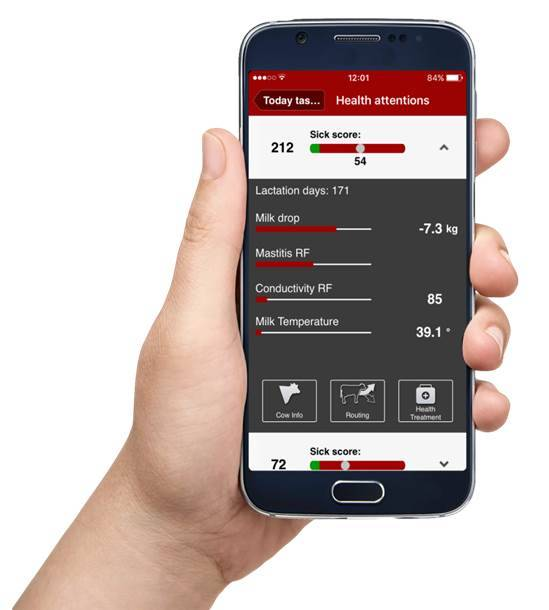 12:01
84%
Today tas...
Health attentions
212
Sick score:
54
Lactation days: 171
Milk drop
-7.3 kg
Mastitis RF
Conductivity RF
85
Milk Temperature
39.1 °
Cow Info
Routing
Health
Treatment
72
Sick score: